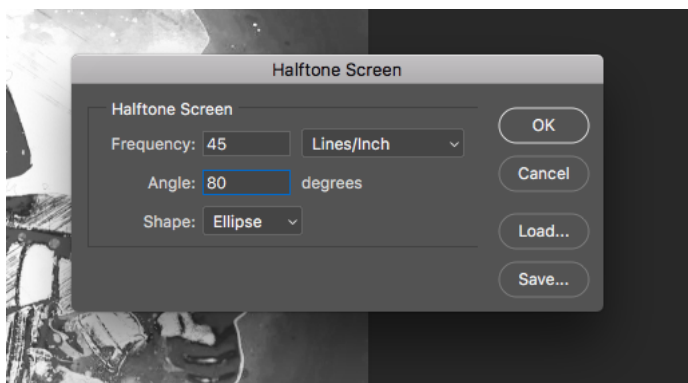 Halftone Screen
Halftone Screen
Frequency: 45 Lines/Inch
Angle: 80 degrees
Shape: Ellipse
OK
Cancel
Load...
Save...